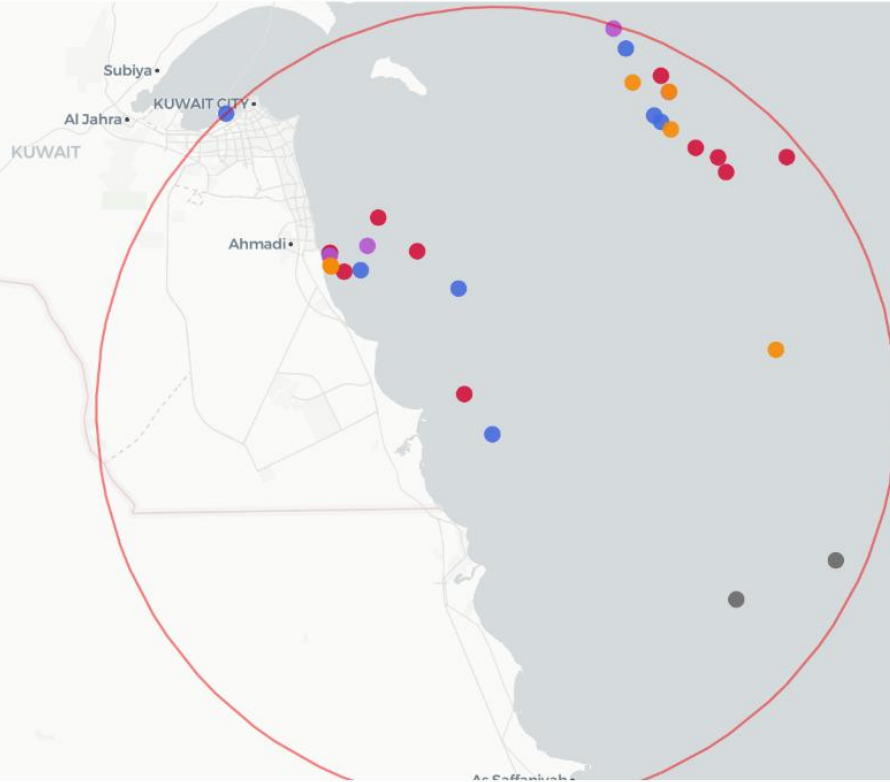 Subiya
KUWAIT CITY
Al Jahra
KUWAIT
Ahmadi
As Saffaniyah